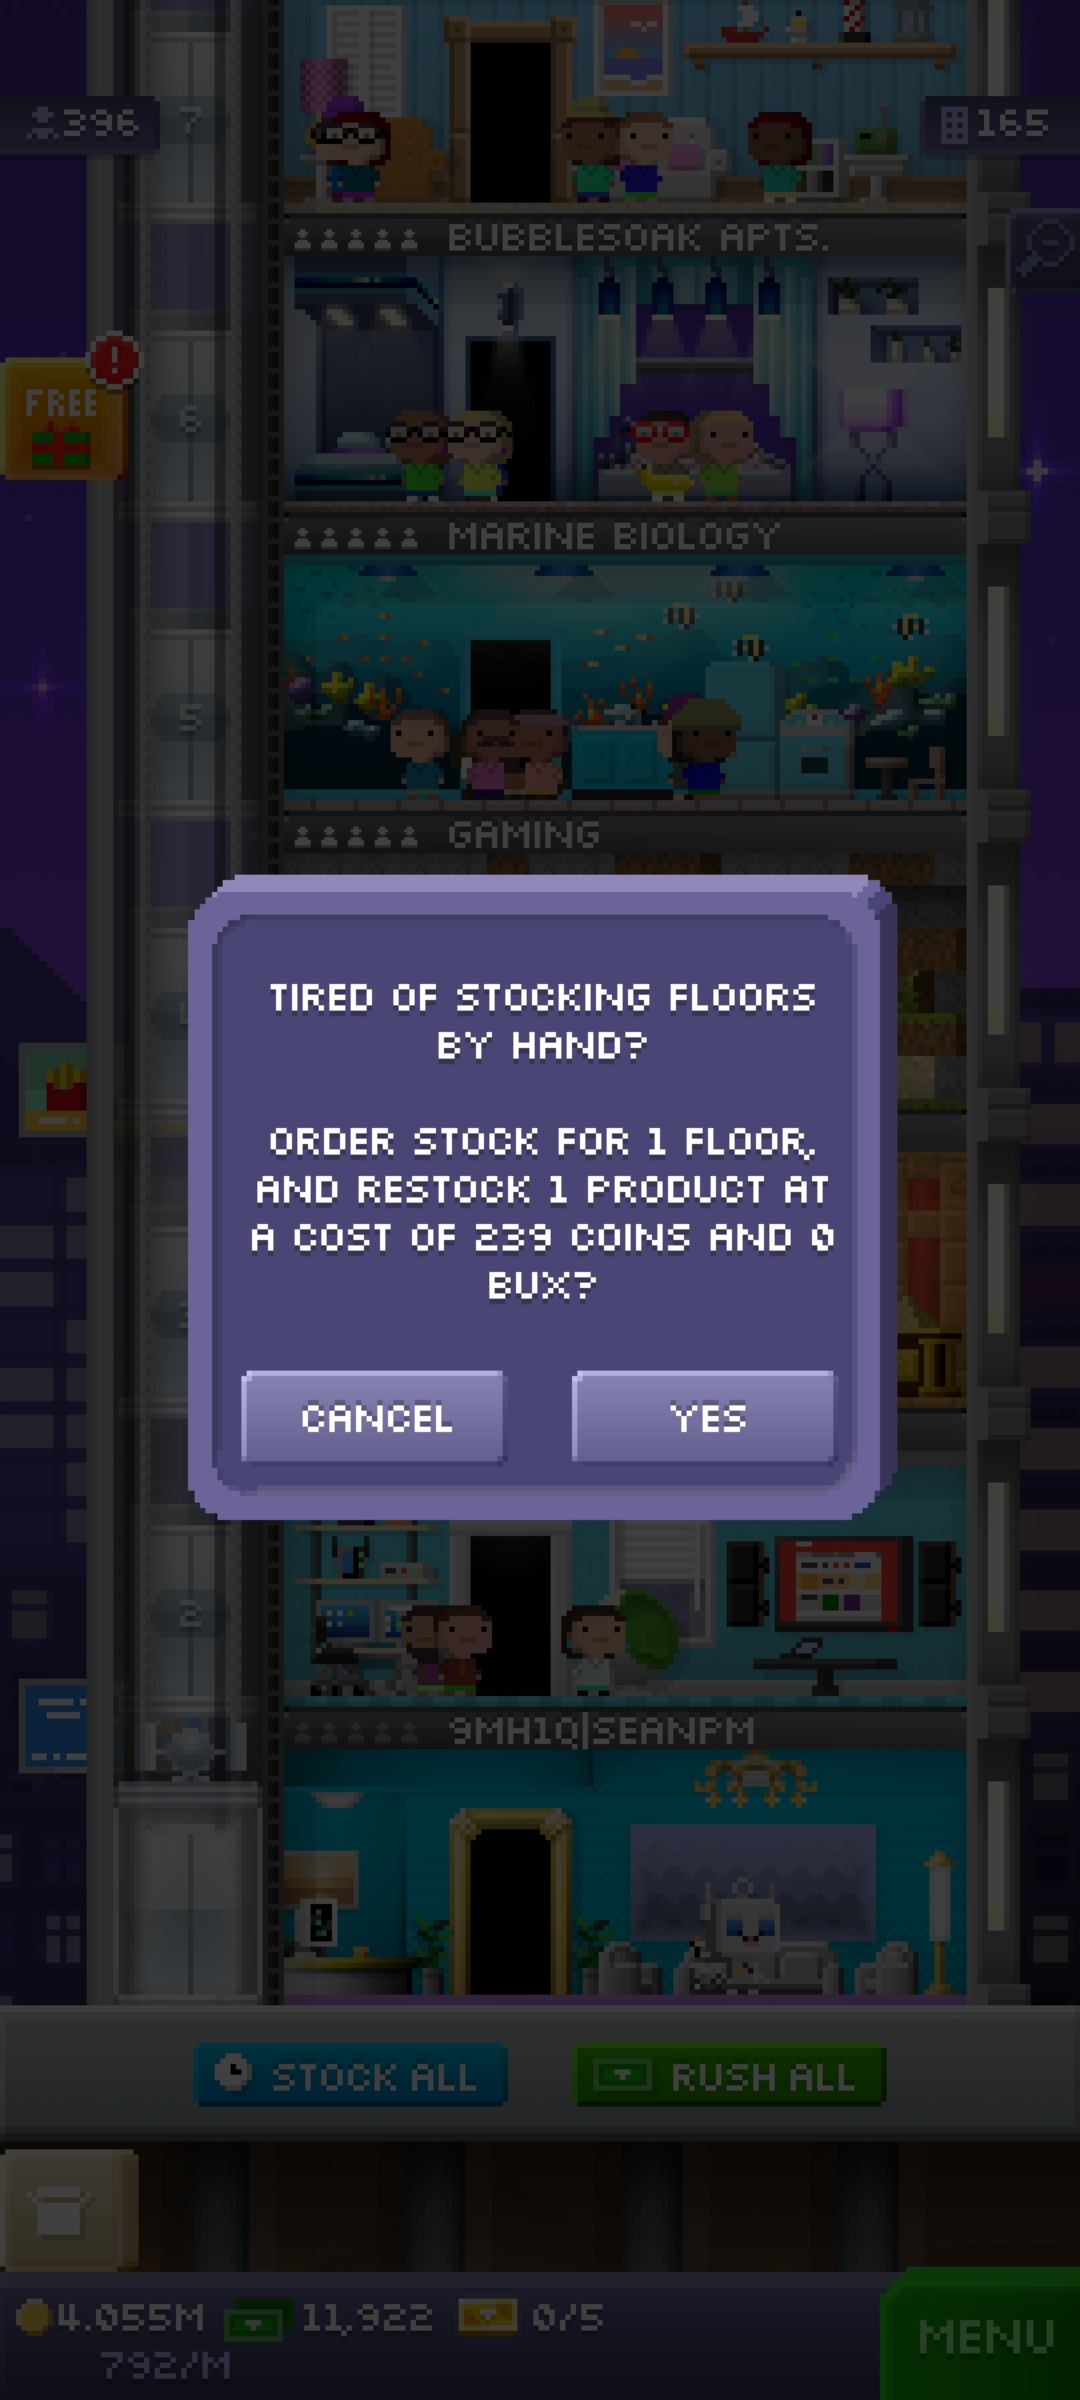 7
396
165
BUBBLESOAK APTS.
FREE
!
6
MARINE BIOLOGY
5
GAMING
TIRED OF STOCKING FLOORS
BY HAND?
ORDER STOCK FOR 1 FLOOR,
AND RESTOCK 1 PRODUCT AT
A COST OF 239 COINS AND 0
BUX?
CANCEL
YES
2
9MH1Q|SEANPM
STOCK ALL
RUSH ALL
4.055M
11,922
0/5
792/M
MENU